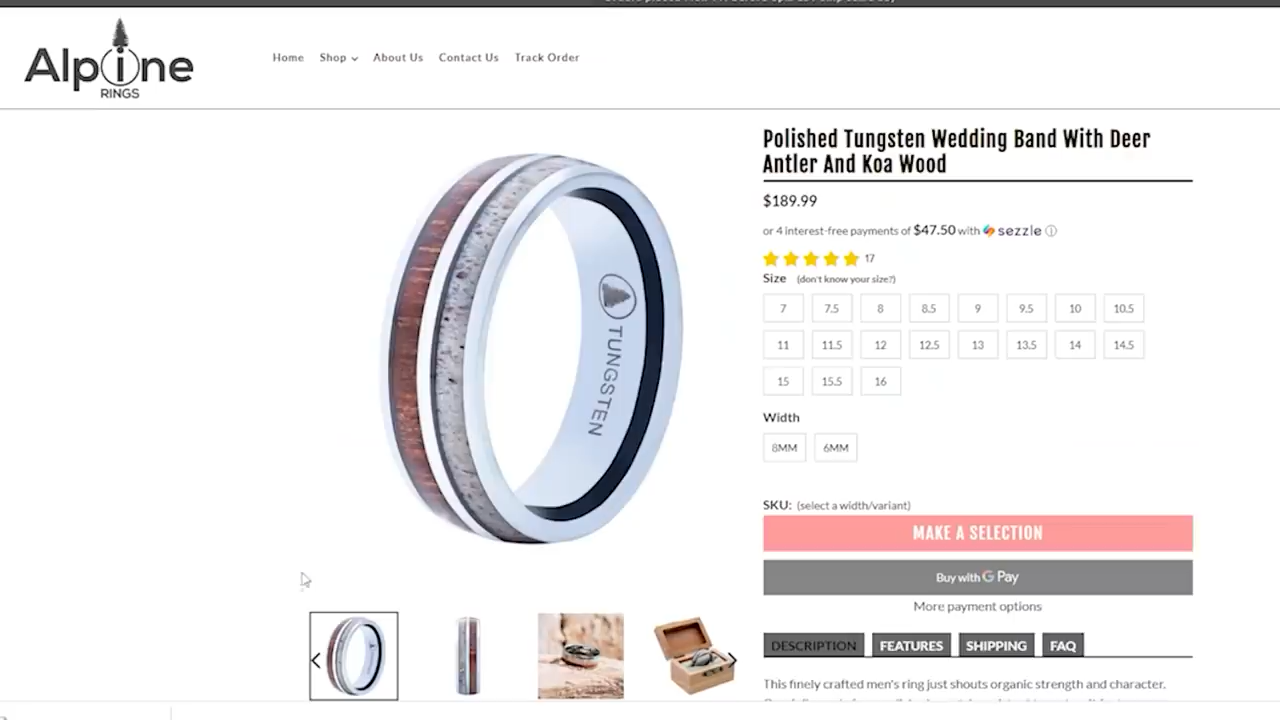 Alpine
RINGS
Home Shop About Us Contact Us Track Order
Polished Tungsten Wedding Band With Deer
Antler And Koa Wood
$189.99
or 4 interest-free payments of $47.50 with sezzle
17
Size (don't know your size?)
7 7.5 8 8.5 9 9.5 10 10.5
11 11.5 12 12.5 13 13.5 14 14.5
15 15.5 16
Width
8MM 6MM
SKU: (select a width/variant)
MAKE A SELECTION
Buy with G Pay
More payment options
DESCRIPTION FEATURES SHIPPING FAQ
This finely crafted men's ring just shouts organic strength and character.
TUNGSTEN